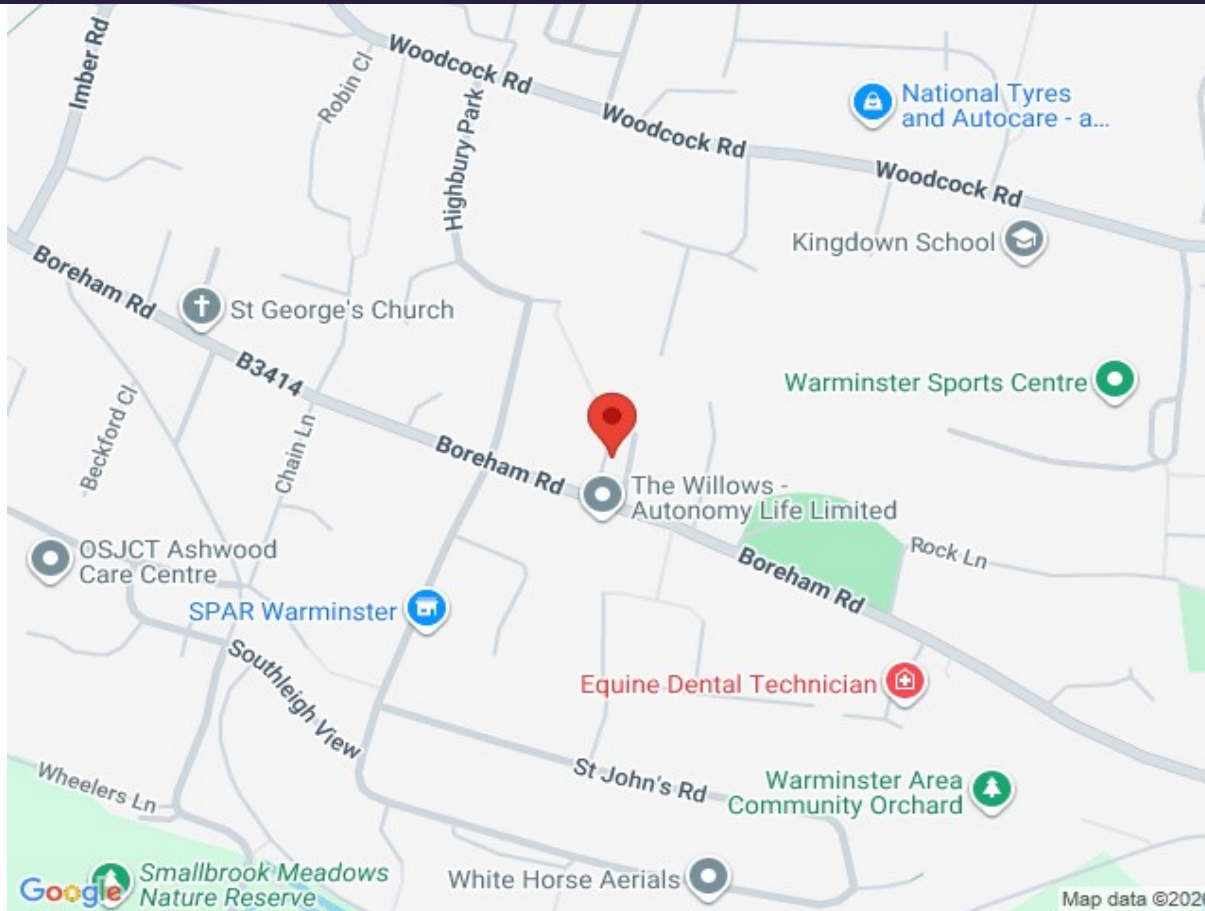 Imber Rd
Robin Cl
Woodcock Rd
Highbury Park
Woodcock Rd
National Tyres
and Autocare - a...
Woodcock Rd
Kingdown School
Boreham Rd
St George's Church
B3414
Warminster Sports Centre
Beckford Cl
Chain Ln
Boreham Rd
The Willows -
Autonomy Life Limited
OSJCT Ashwood
Care Centre
Rock Ln
Boreham Rd
SPAR Warminster
Southleigh View
Equine Dental Technician
Wheelers Ln
St John's Rd
Warminster Area
Community Orchard
Smallbrook Meadows
Nature Reserve
White Horse Aerials
Google
Map data ©2026